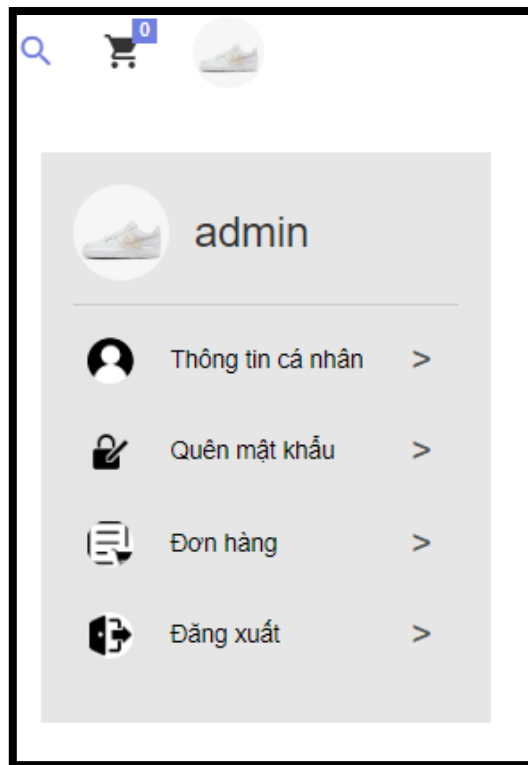 0
admin
Thông tin cá nhân >
Quên mật khẩu >
Đơn hàng >
Đăng xuất >